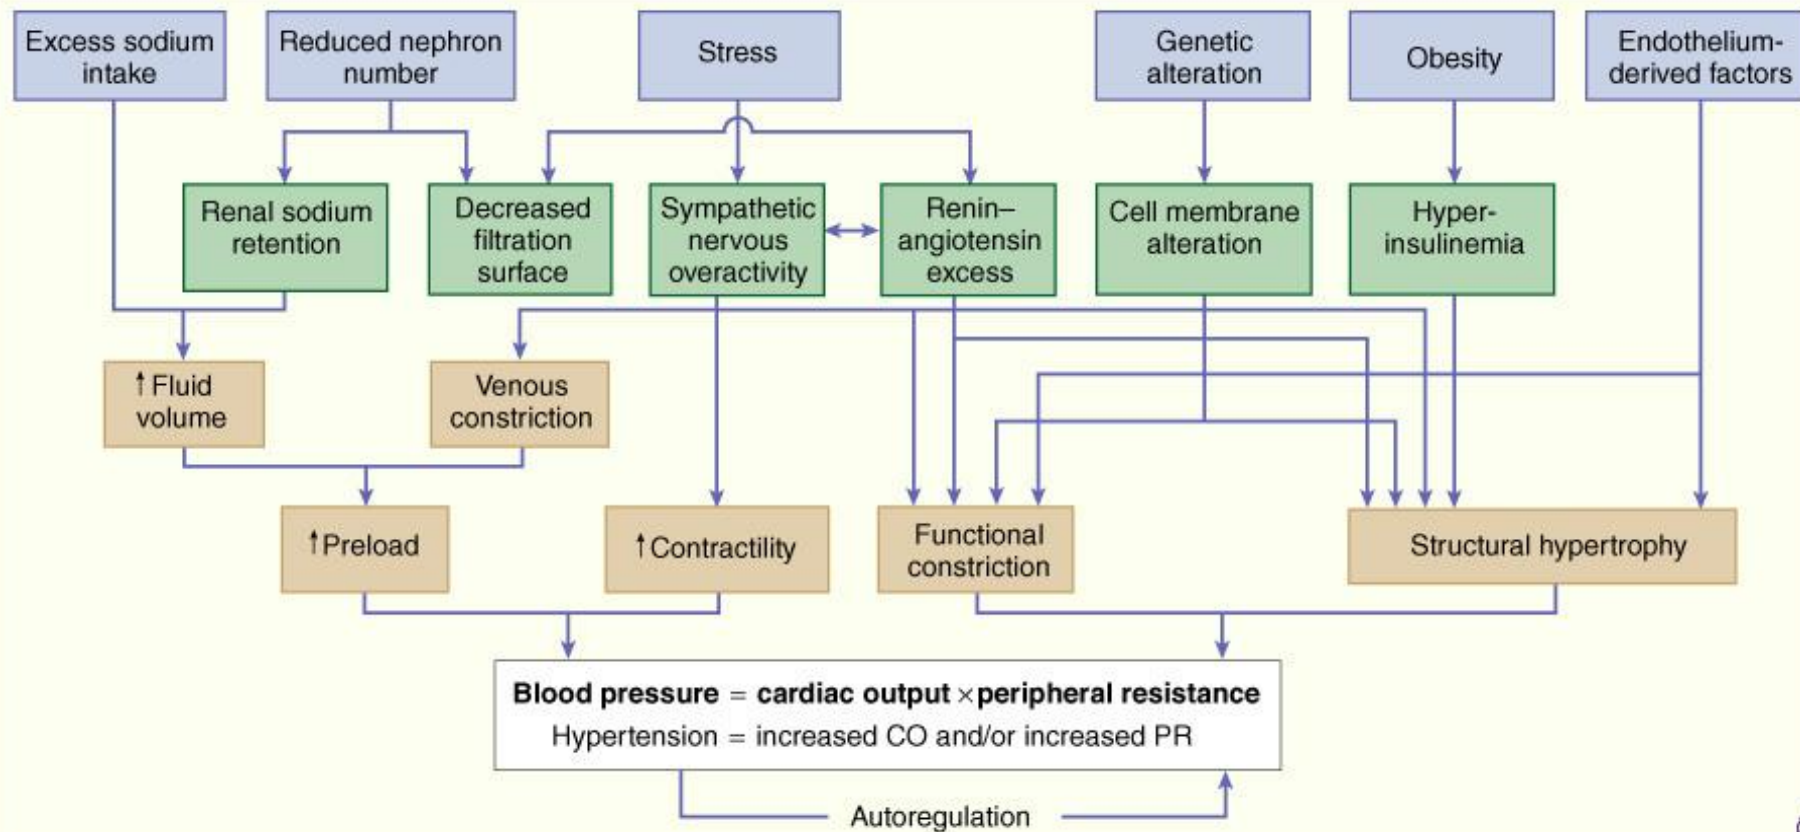 Excess sodium
intake
Reduced nephron
number
Stress
Genetic
alteration
Obesity
Endothelium-
derived factors
Renal sodium
retention
Decreased
filtration
surface
Sympathetic
nervous
overactivity
Renin–
angiotensin
excess
Cell membrane
alteration
Hyper-
insulinemia
↑Fluid
volume
Venous
constriction
↑Preload
↑Contractility
Functional
constriction
Structural hypertrophy
Blood pressure = cardiac output ×peripheral resistance
Hypertension = increased CO and/or increased PR
Autoregulation